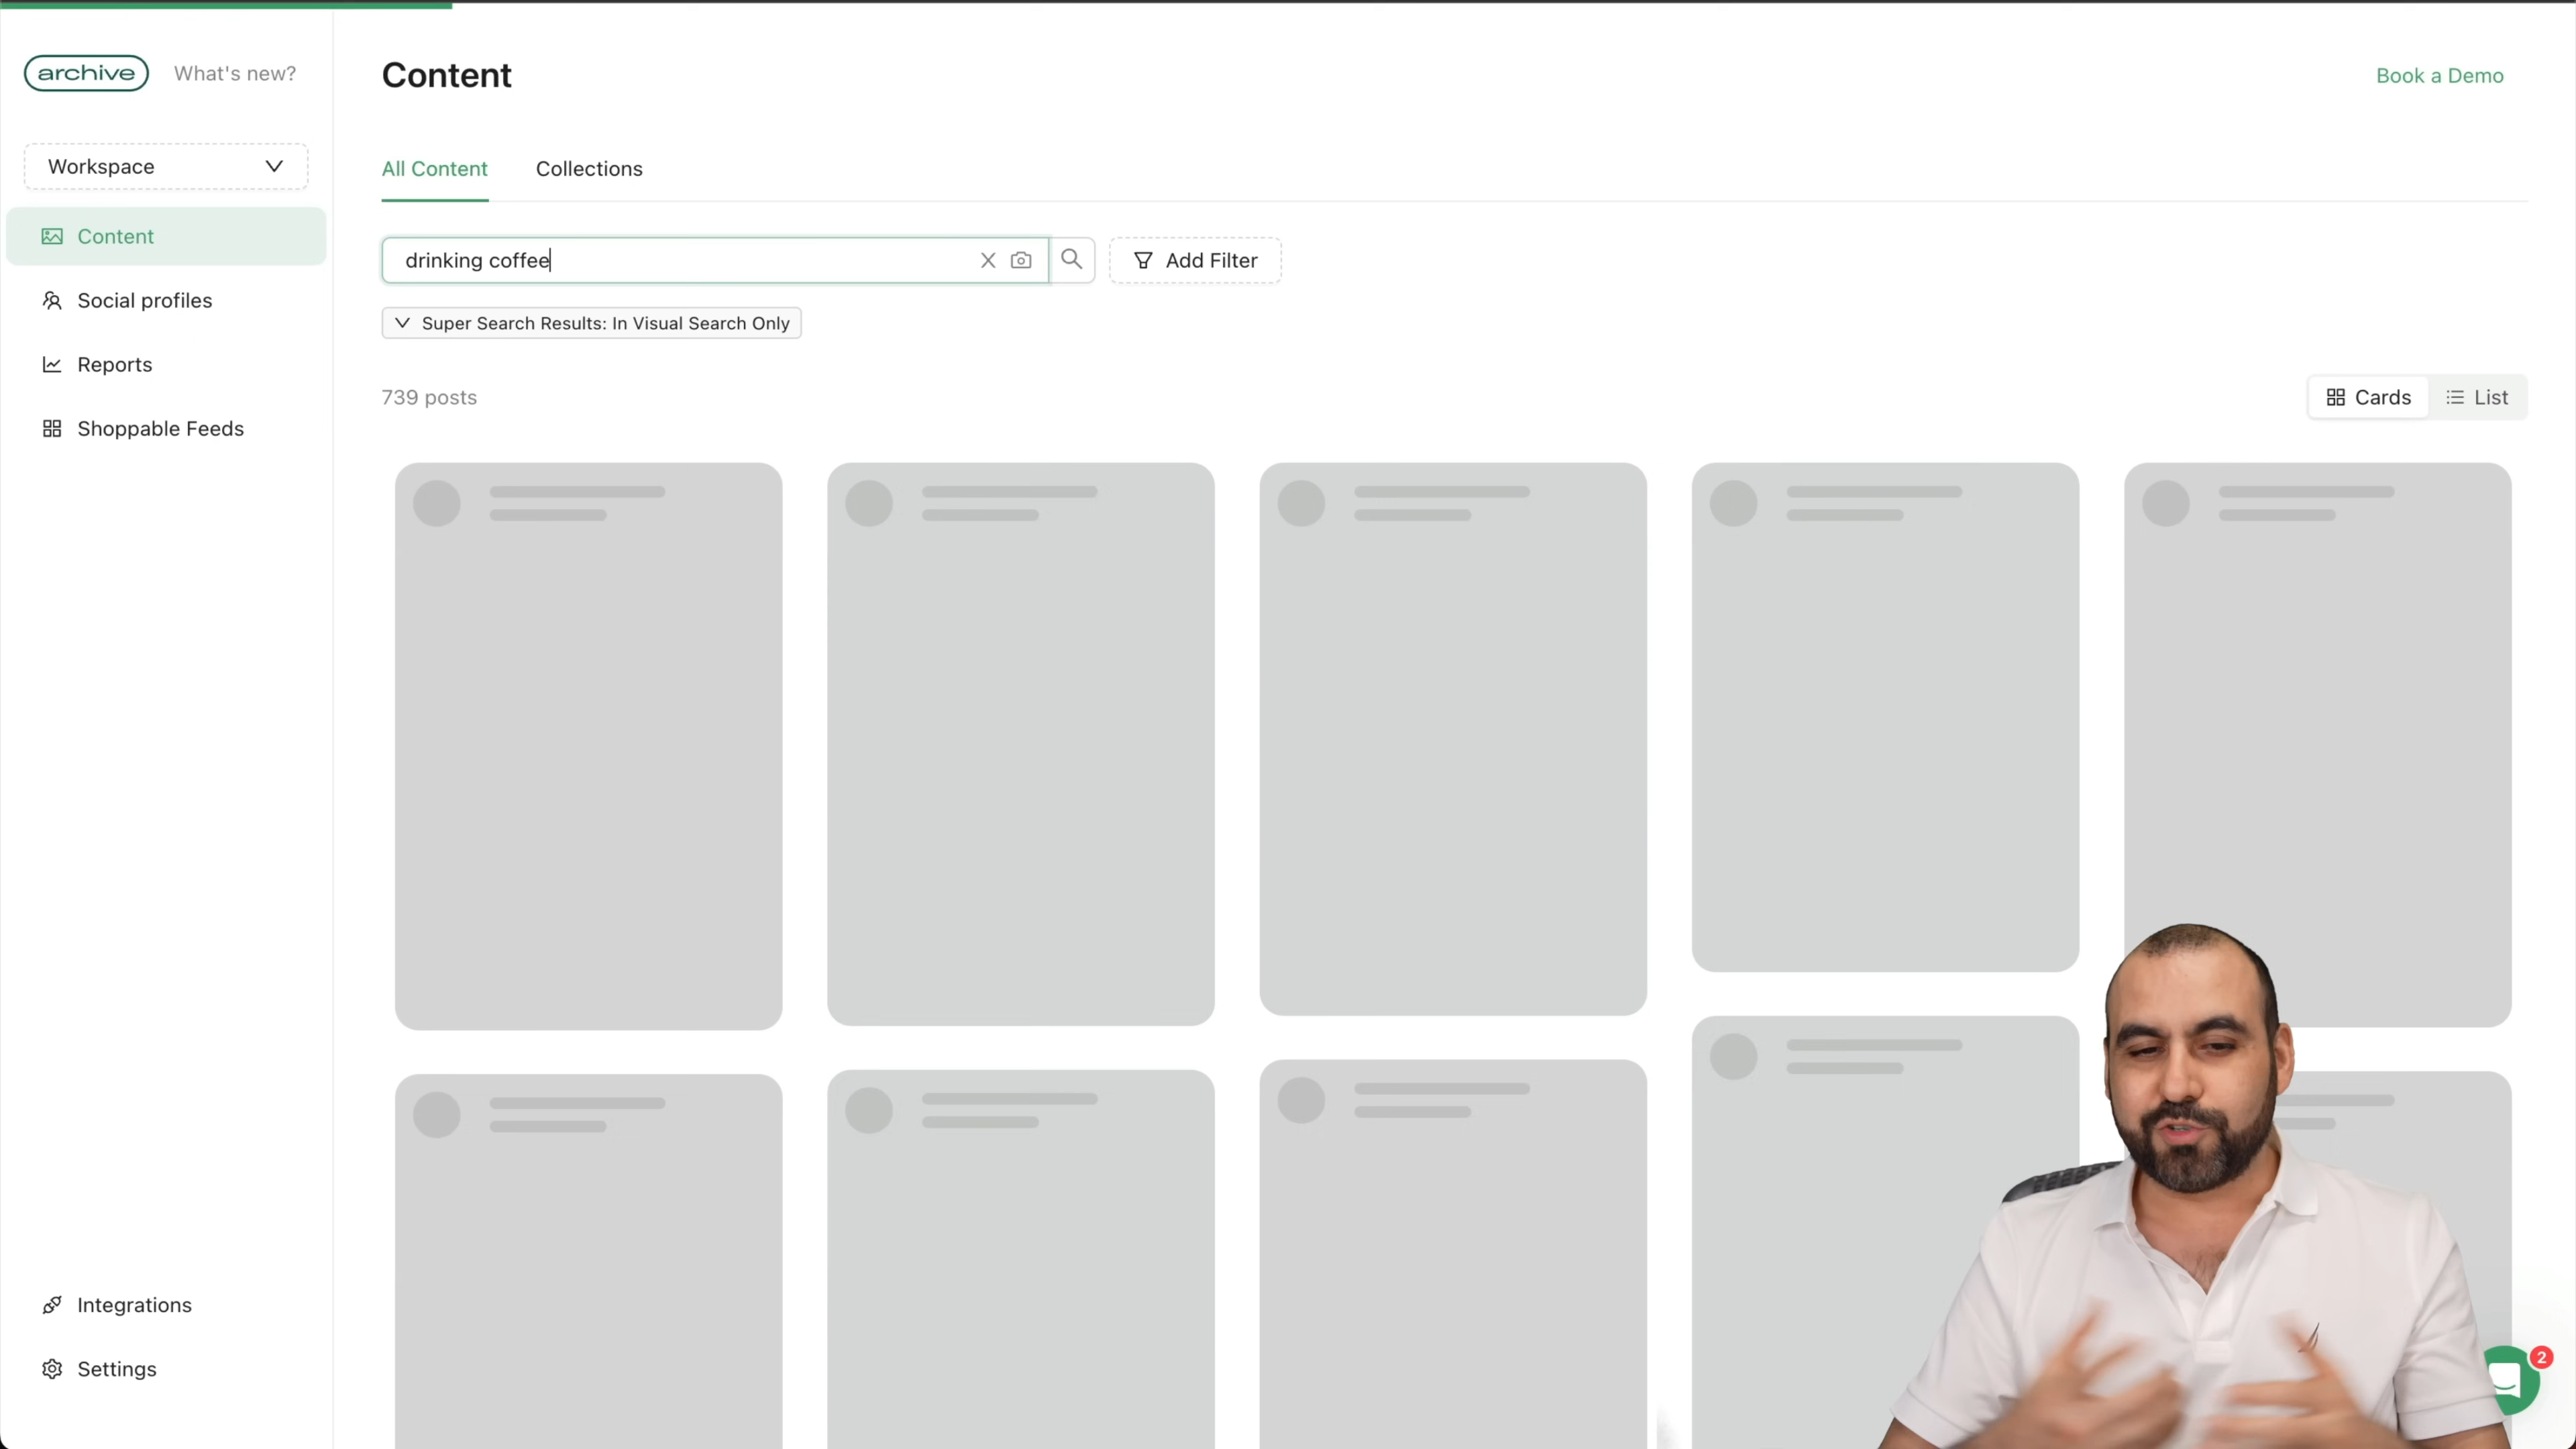 archive
What's new?
Workspace
Content
Social profiles
Reports
Shoppable Feeds
Integrations
Settings
Content
Book a Demo
All Content
Collections
drinking coffee
Add Filter
Super Search Results: In Visual Search Only
739 posts
Cards
List
2